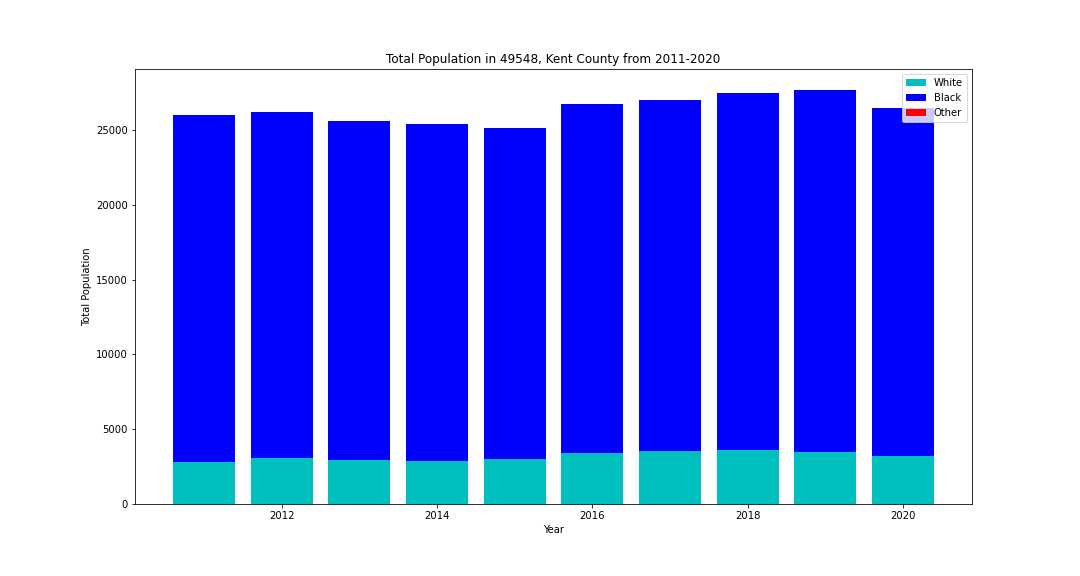 Total Population in 49548, Kent County from 2011-2020
White
Black
Other
25000
20000
15000
10000
5000
0
Total Population
2012
2014
2016
2018
2020
Year